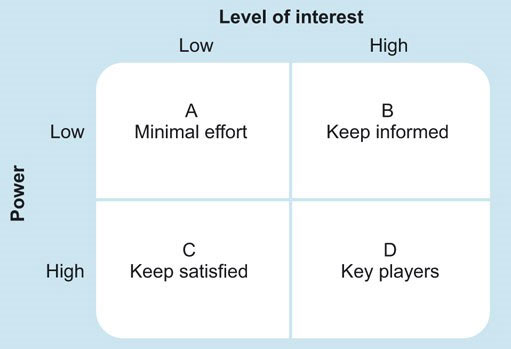 Level of interest
Low
High
A
Minimal effort
B
Keep informed
Low
Power
C
Keep satisfied
D
Key players
High